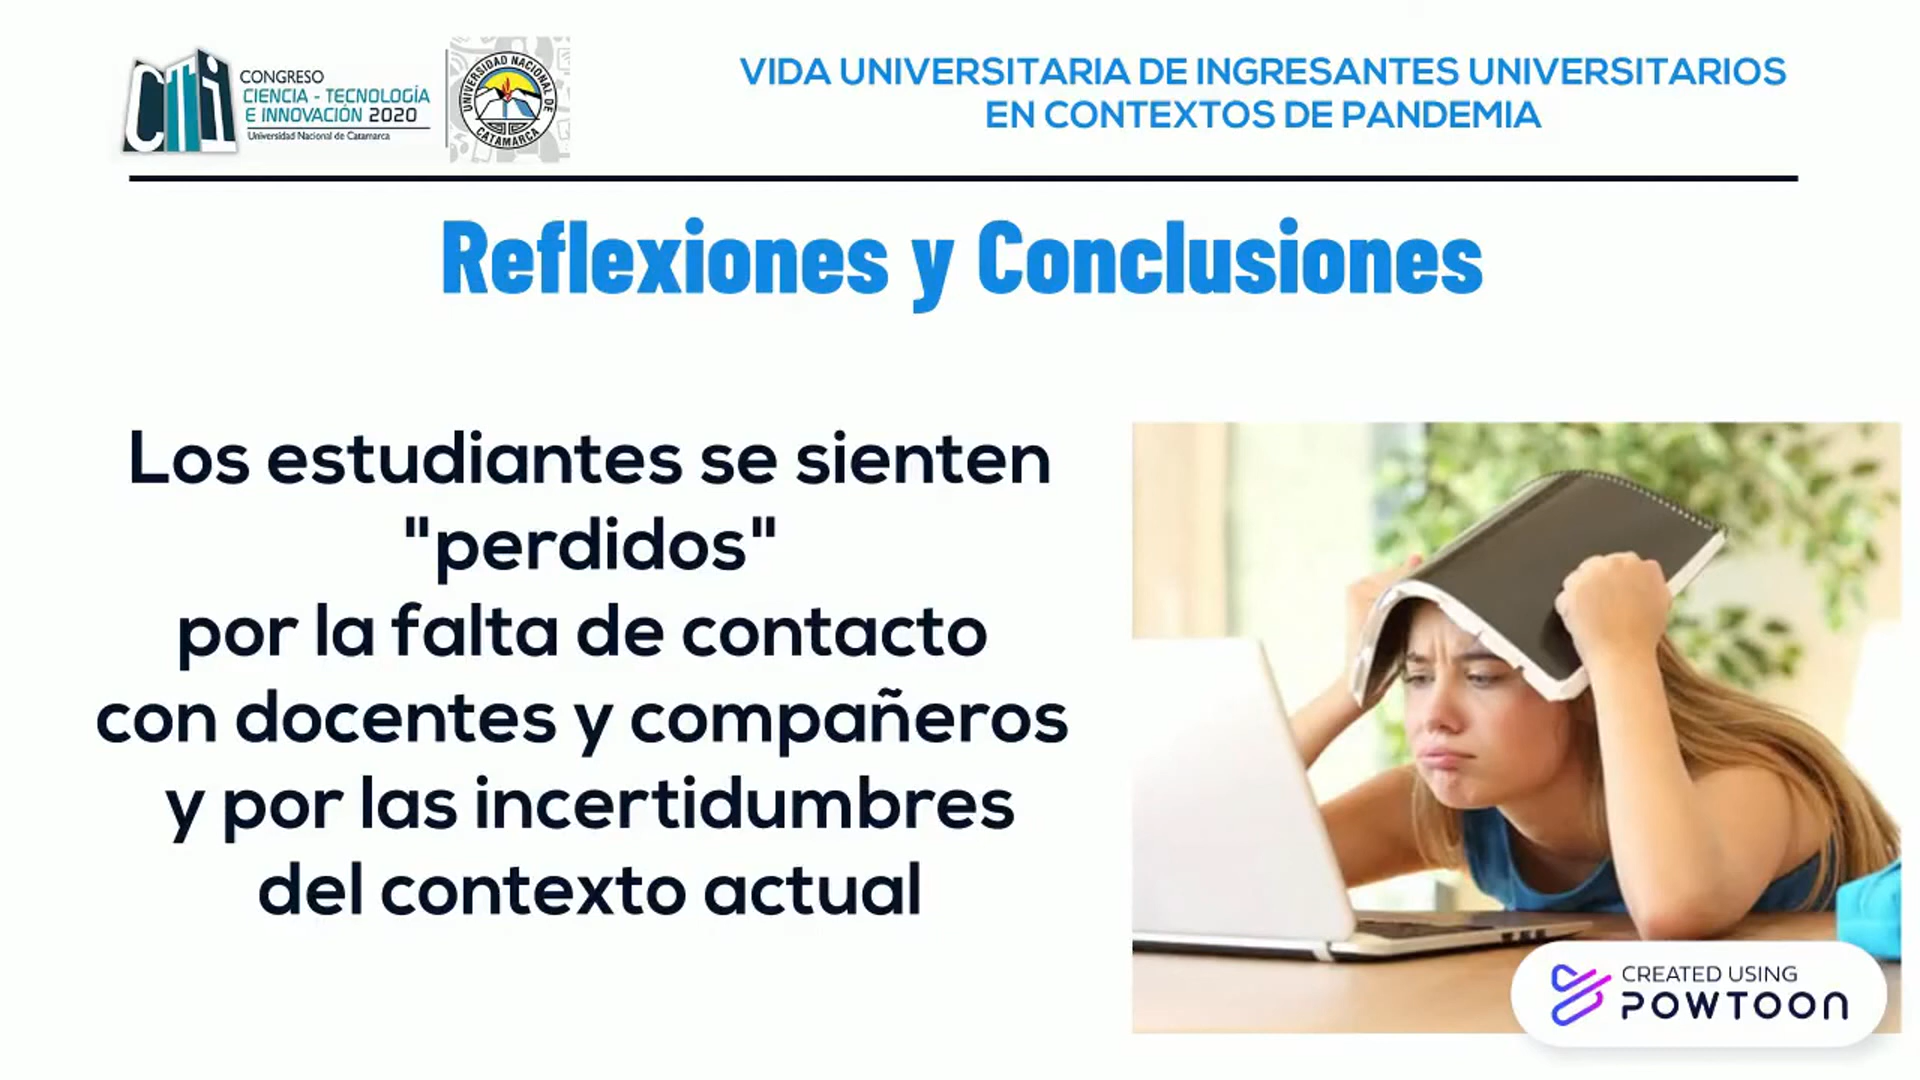 CTi
CONGRESO
CIENCIA - TECNOLOGÍA
E INNOVACIÓN 2020
Universidad Nacional de Catamarca
UNIVERSIDAD NACIONAL DE
CATAMARCA
VIDA UNIVERSITARIA DE INGRESANTES UNIVERSITARIOS
EN CONTEXTOS DE PANDEMIA
Reflexiones y Conclusiones
Los estudiantes se sienten
"perdidos"
por la falta de contacto
con docentes y compañeros
y por las incertidumbres
del contexto actual
CREATED USING
POWTOON